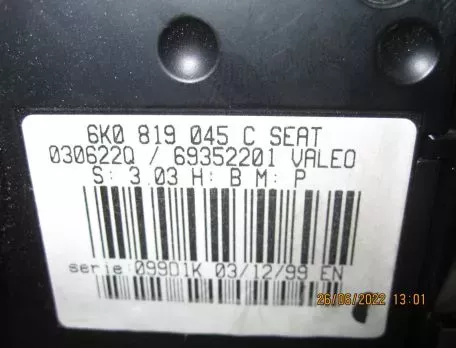 6K0 819 045 C SEAT
030622Q / 69352201 VALEO
S: 3.03 H: B M: P
serie:099D1K 03/12/99 EN
26/06/2022 13:01